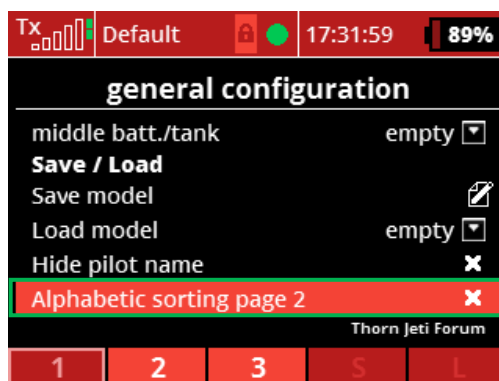 Tx Default 17:31:59 89%
general configuration
middle batt./tank empty
Save / Load
Save model
Load model empty
Hide pilot name
Alphabetic sorting page 2
Thorn Jeti Forum
1 2 3 S L